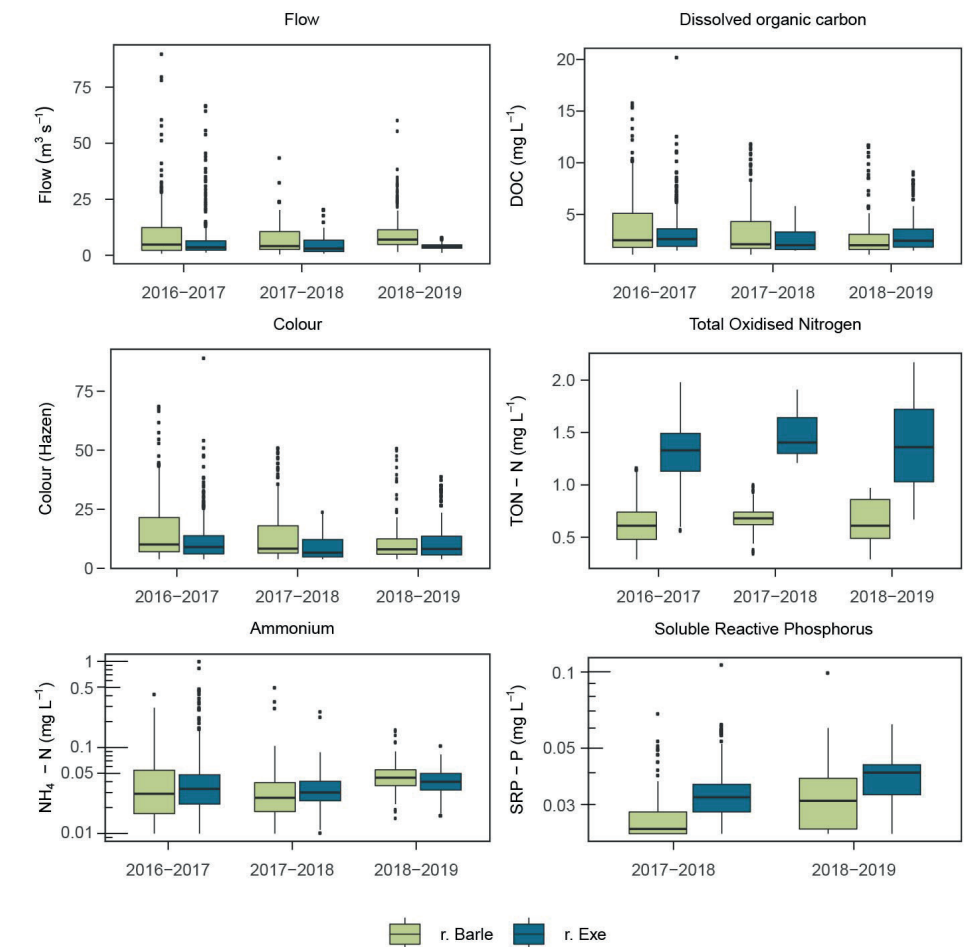 Flow
Flow (m³ s⁻¹)
75
50
25
0
2016−2017
2017−2018
2018−2019
Dissolved organic carbon
DOC (mg L⁻¹)
20
15
10
5
2016−2017
2017−2018
2018−2019
Colour
Colour (Hazen)
75
50
25
0
2016−2017
2017−2018
2018−2019
Total Oxidised Nitrogen
TON − N (mg L⁻¹)
2.0
1.5
1.0
0.5
2016−2017
2017−2018
2018−2019
Ammonium
NH₄ − N (mg L⁻¹)
1
0.5
0.1
0.05
0.01
2016−2017
2017−2018
2018−2019
Soluble Reactive Phosphorus
SRP − P (mg L⁻¹)
0.1
0.05
0.03
2017−2018
2018−2019
r. Barle
r. Exe